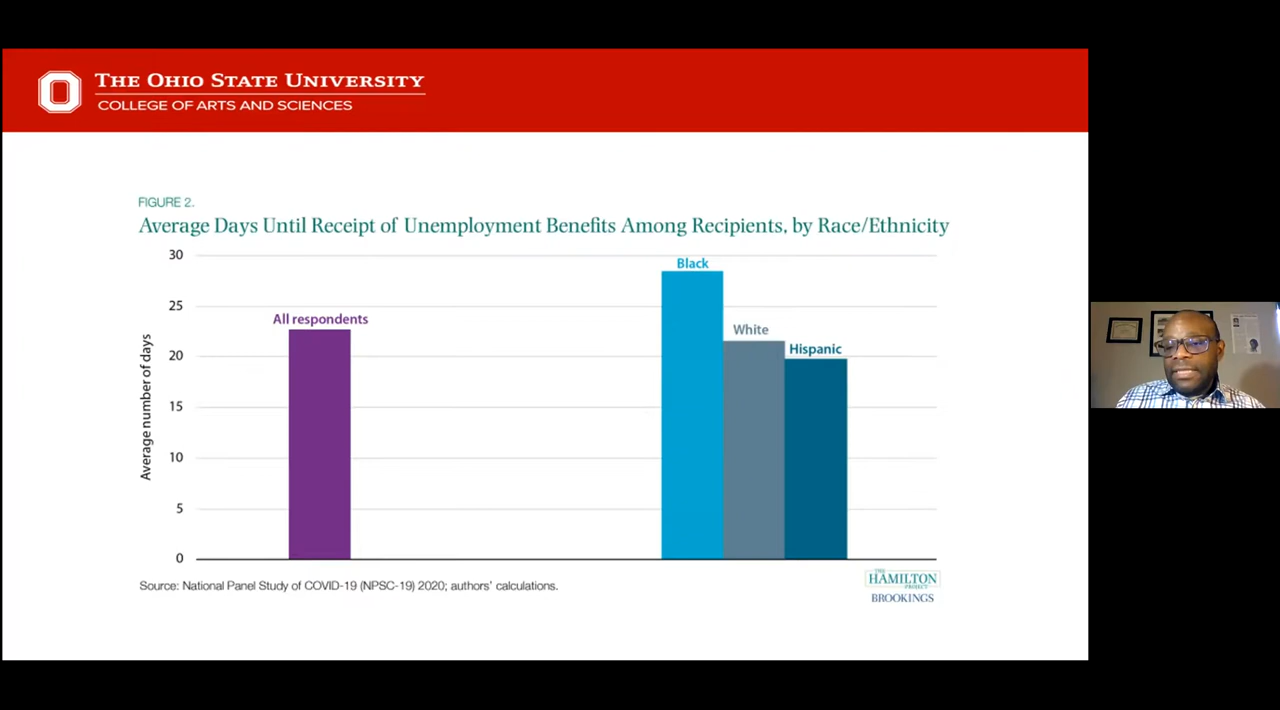 THE OHIO STATE UNIVERSITY
COLLEGE OF ARTS AND SCIENCES
FIGURE 2.
Average Days Until Receipt of Unemployment Benefits Among Recipients, by Race/Ethnicity
Average number of days
30
25
20
15
10
5
0
All respondents
Black
White
Hispanic
Source: National Panel Study of COVID-19 (NPSC-19) 2020; authors' calculations.
THE
HAMILTON
PROJECT
BROOKINGS